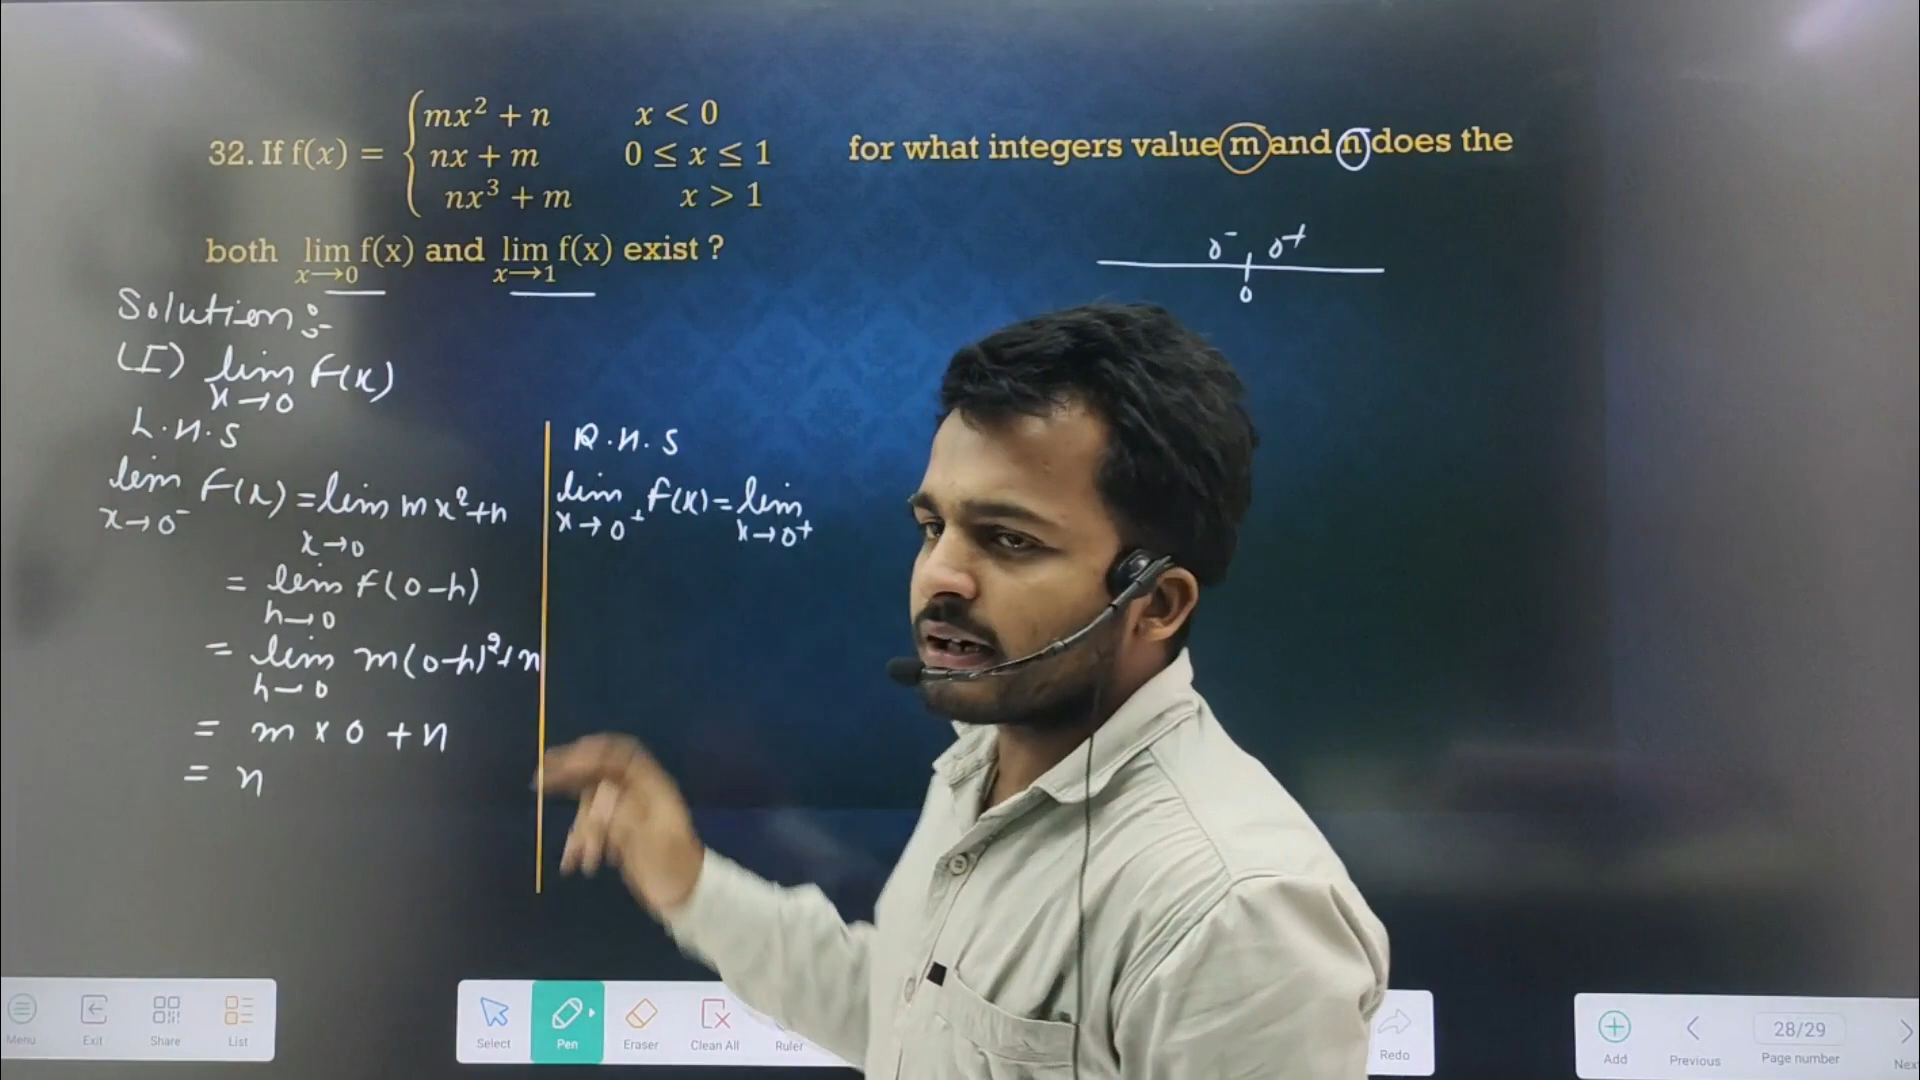 32. If f(x) = { mx² + n x < 0
nx + m 0 ≤ x ≤ 1
nx³ + m x > 1
for what integers value m and n does the
both lim f(x) and lim f(x) exist ?
x→0 x→1
0⁻ 0⁺
0
Solution :-
(I) lim f(x)
x→0
L.H.S
lim f(x) = lim mx²+n
x→0⁻ x→0
= lim f(0-h)
h→0
= lim m(0-h)²+n
h→0
= m × 0 + n
= n
R.H.S
lim f(x) = lim
x→0⁺ x→0⁺
Menu Exit Share List
Select Pen Eraser Clean All Ruler Redo
Add Previous 28/29 Page number Nex